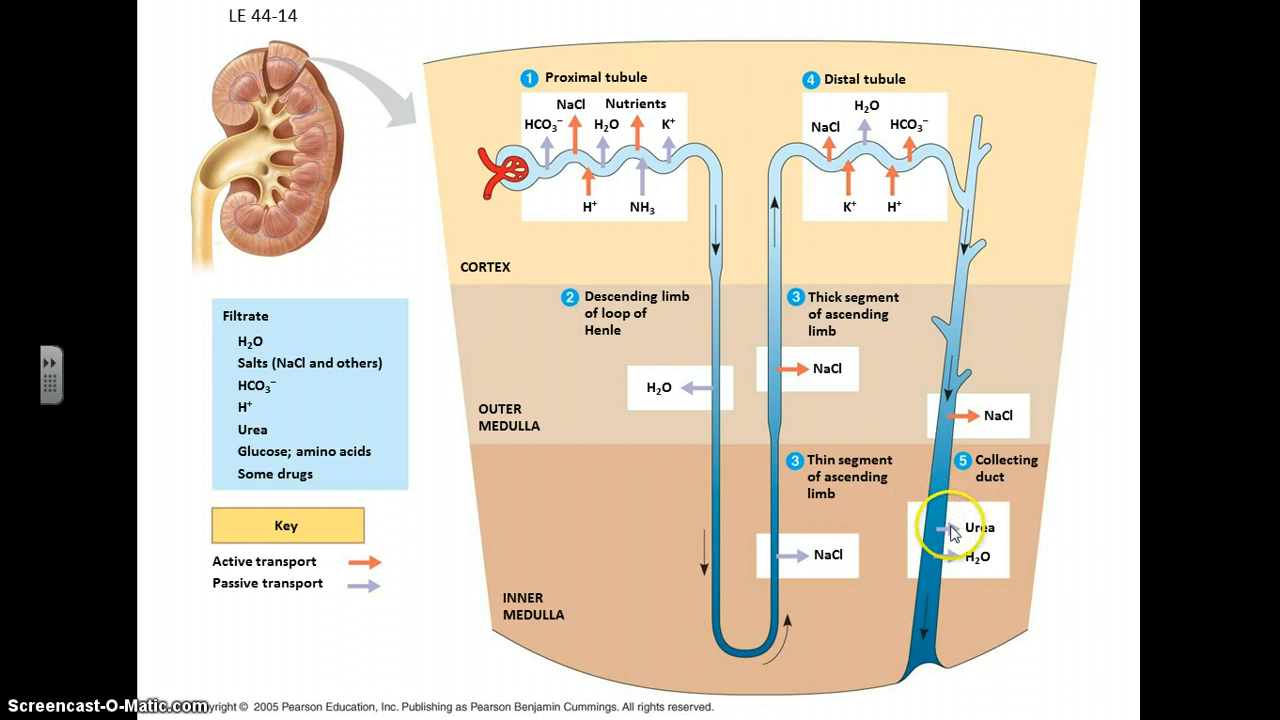 LE 44-14
1 Proximal tubule
NaCl Nutrients
HCO₃⁻ H₂O K⁺
H⁺ NH₃
4 Distal tubule
H₂O
NaCl HCO₃⁻
K⁺ H⁺
CORTEX
2 Descending limb
of loop of
Henle
3 Thick segment
of ascending
limb
H₂O
NaCl
NaCl
OUTER
MEDULLA
3 Thin segment
of ascending
limb
5 Collecting
duct
Urea
H₂O
NaCl
INNER
MEDULLA
Filtrate
H₂O
Salts (NaCl and others)
HCO₃⁻
H⁺
Urea
Glucose; amino acids
Some drugs
Key
Active transport
Passive transport
Screencast-O-Matic.com
© 2005 Pearson Education, Inc. Publishing as Pearson Benjamin Cummings. All rights reserved.